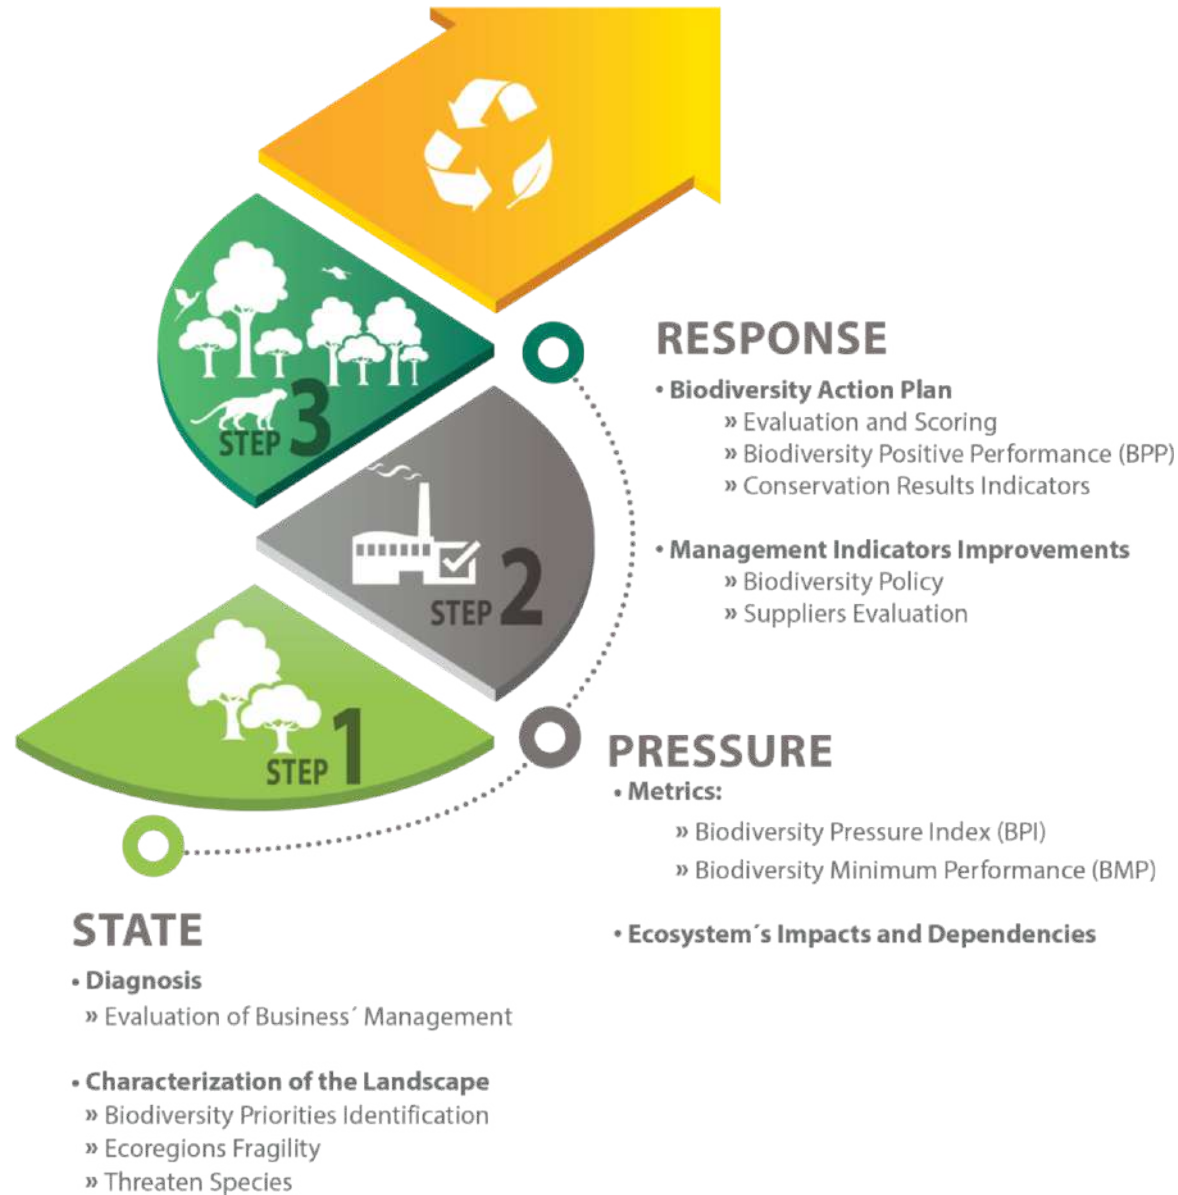 STEP 3
STEP 2
STEP 1
RESPONSE
• Biodiversity Action Plan
» Evaluation and Scoring
» Biodiversity Positive Performance (BPP)
» Conservation Results Indicators
• Management Indicators Improvements
» Biodiversity Policy
» Suppliers Evaluation
PRESSURE
• Metrics:
» Biodiversity Pressure Index (BPI)
» Biodiversity Minimum Performance (BMP)
• Ecosystem´s Impacts and Dependencies
STATE
• Diagnosis
» Evaluation of Business´ Management
• Characterization of the Landscape
» Biodiversity Priorities Identification
» Ecoregions Fragility
» Threaten Species